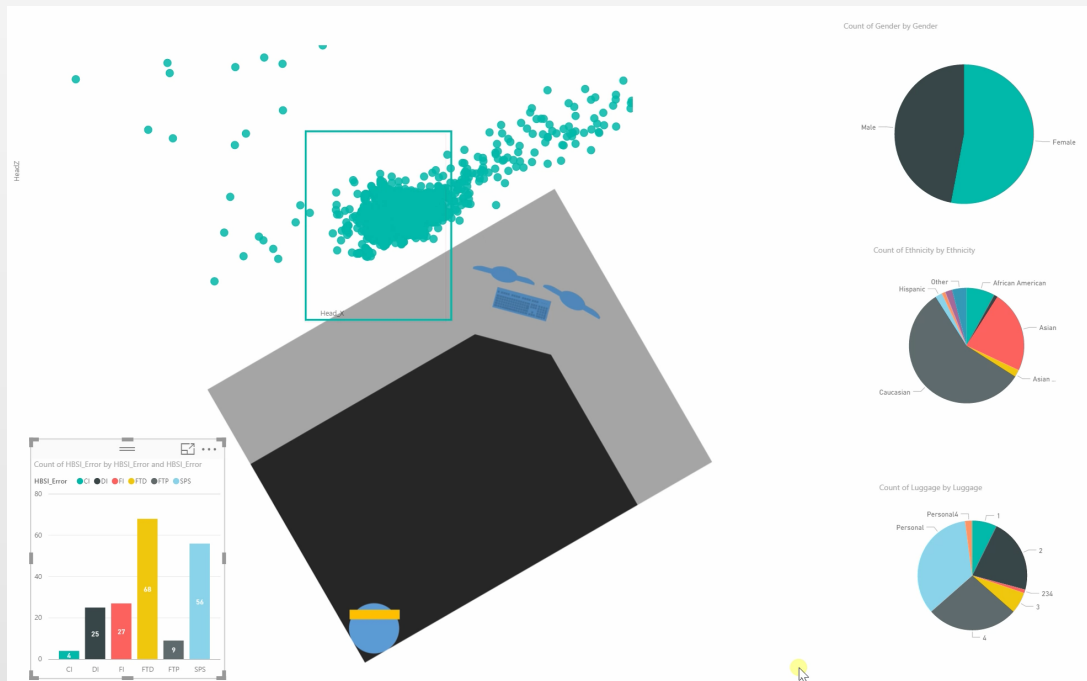 Count of Gender by Gender
Male
Female
HeadZ
Head_X
Count of Ethnicity by Ethnicity
Other
African American
Hispanic
Asian
Asian ..
Caucasian
Count of HBSI_Error by HBSI_Error and HBSI_Error
HBSI_Error CI DI FI FTD FTP SPS
80
60
40
20
0
4
25
27
68
9
56
CI DI FI FTD FTP SPS
Count of Luggage by Luggage
Personal4
1
Personal
2
234
3
4